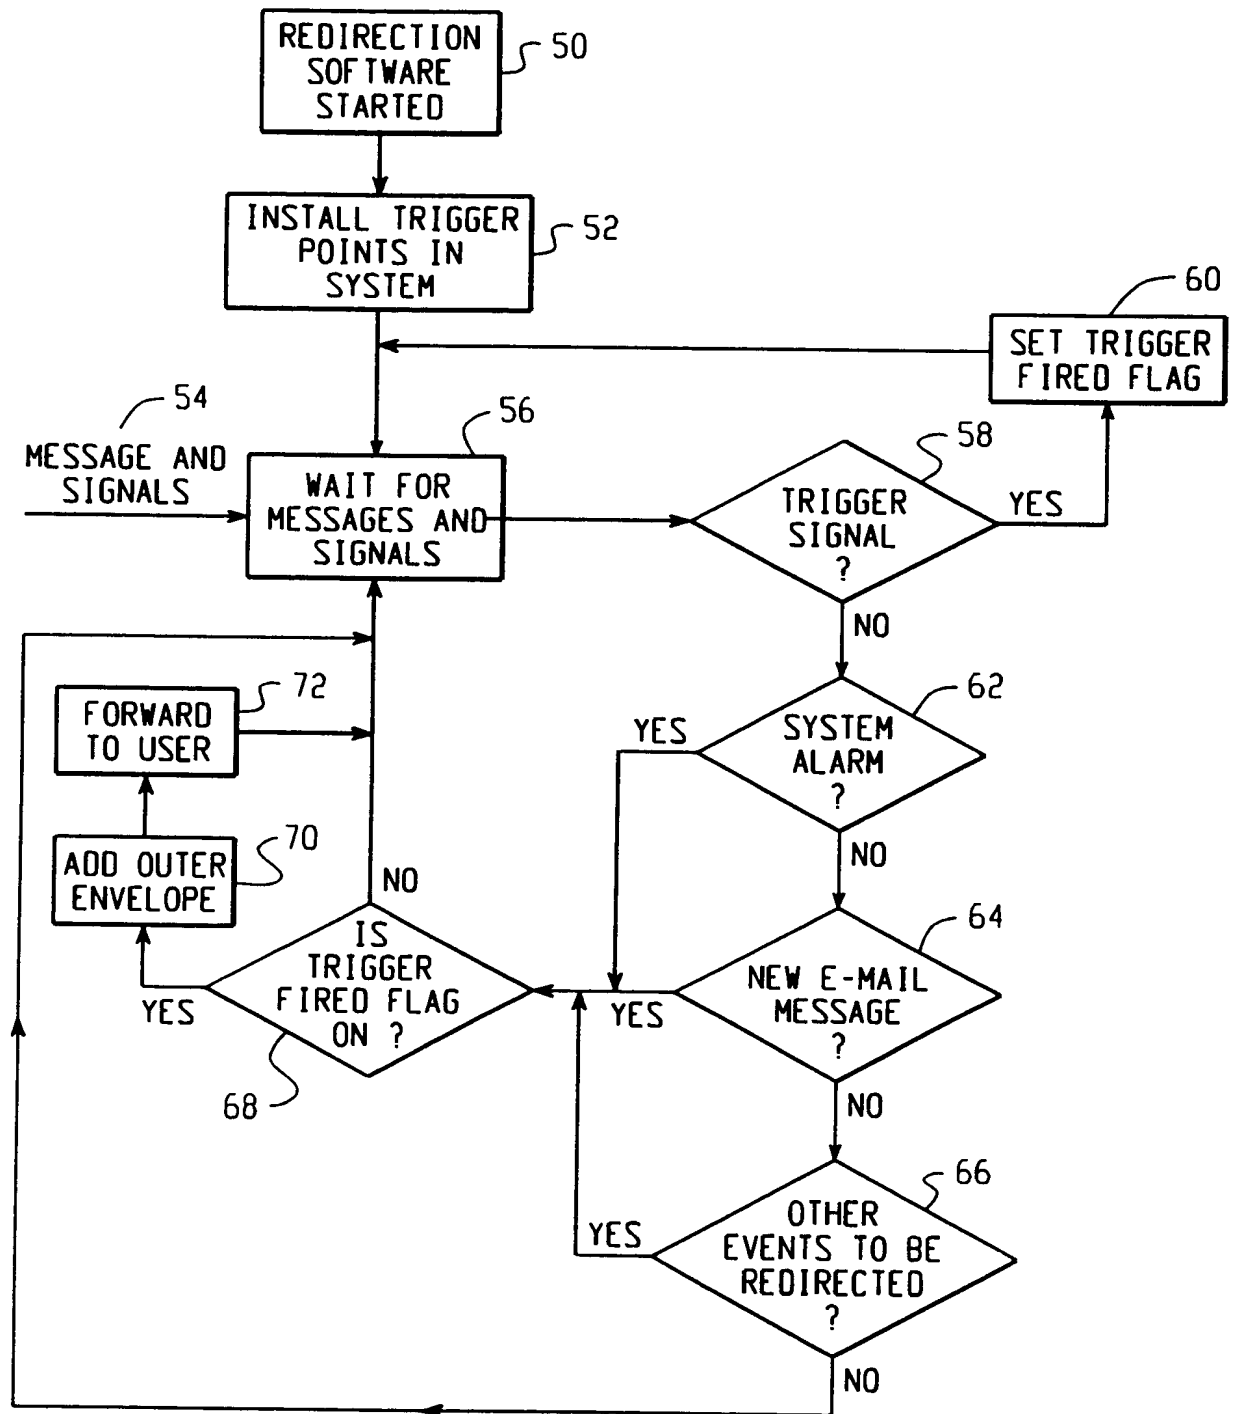 REDIRECTION
SOFTWARE
STARTED
50
INSTALL TRIGGER
POINTS IN
SYSTEM
52
60
SET TRIGGER
FIRED FLAG
54
MESSAGE AND
SIGNALS
56
WAIT FOR
MESSAGES AND
SIGNALS
58
TRIGGER
SIGNAL
?
YES
NO
62
SYSTEM
ALARM
?
YES
NO
72
FORWARD
TO USER
70
ADD OUTER
ENVELOPE
NO
64
NEW E-MAIL
MESSAGE
?
YES
NO
IS
TRIGGER
FIRED FLAG
ON ?
YES
68
66
OTHER
EVENTS TO BE
REDIRECTED
?
YES
NO